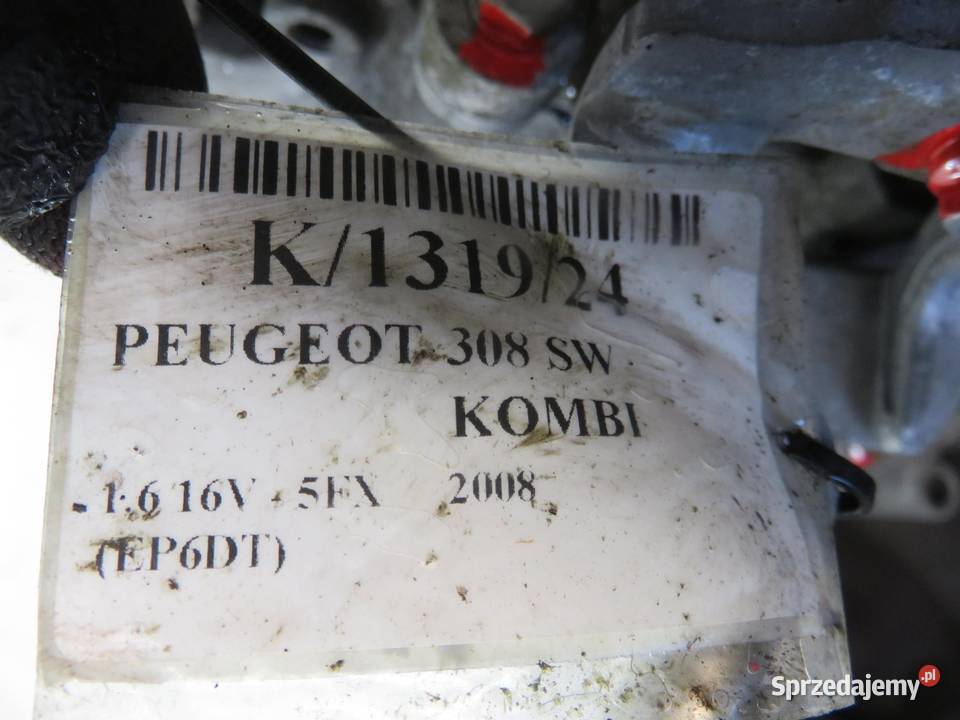 K/1319/24
PEUGEOT 308 SW
KOMBI
- 1.6 16V - 5FX 2008
(EP6DT)
Sprzedajemy.pl